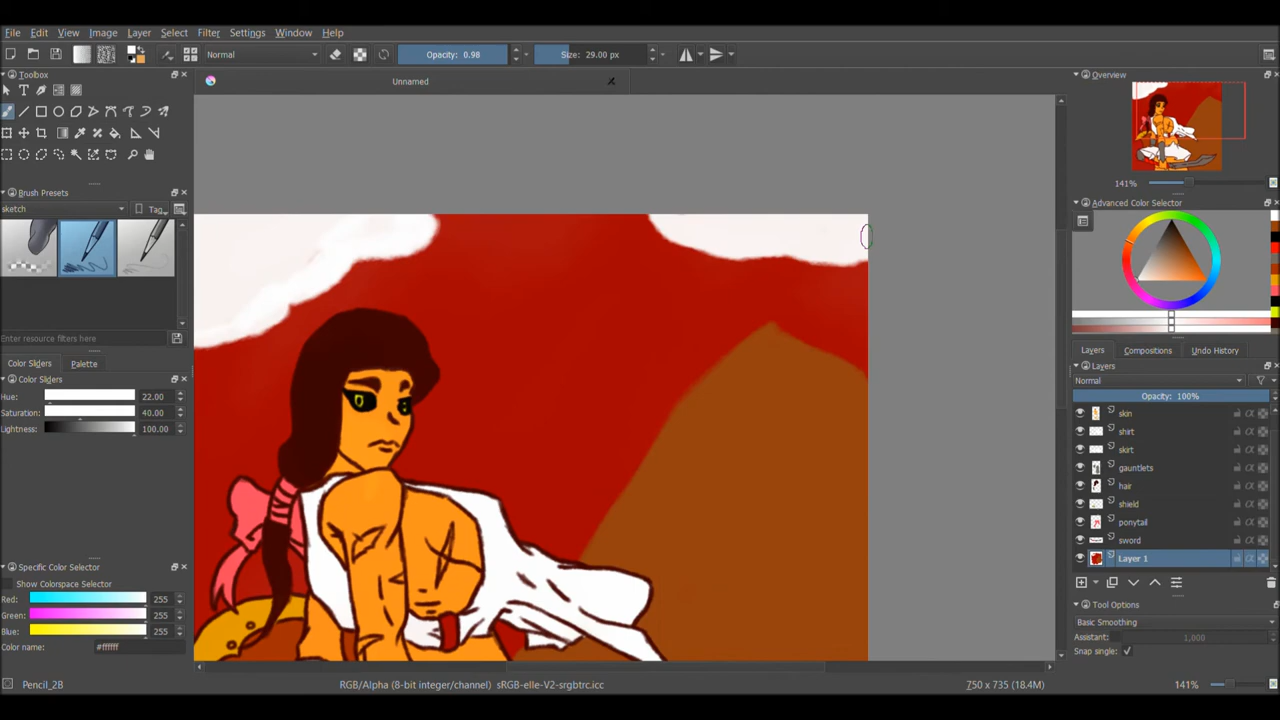 File Edit View Image Layer Select Filter Settings Window Help
Normal Opacity: 0.98 Size: 29.00 px
Toolbox
Unnamed
Overview
141%
Brush Presets
sketch Tag
Enter resource filters here
Color Sliders Palette
Color Sliders
Hue: 22.00
Saturation: 40.00
Lightness: 100.00
Specific Color Selector
Show Colorspace Selector
Red: 255
Green: 255
Blue: 255
Color name: #ffffff
Advanced Color Selector
Layers Compositions Undo History
Layers
Normal
Opacity: 100%
skin
shirt
skirt
gauntlets
hair
shield
ponytail
sword
Layer 1
Tool Options
Basic Smoothing
Assistant: 1,000
Snap single:
Pencil_2B RGB/Alpha (8-bit integer/channel) sRGB-elle-V2-srgbtrc.icc 750 x 735 (18.4M) 141%